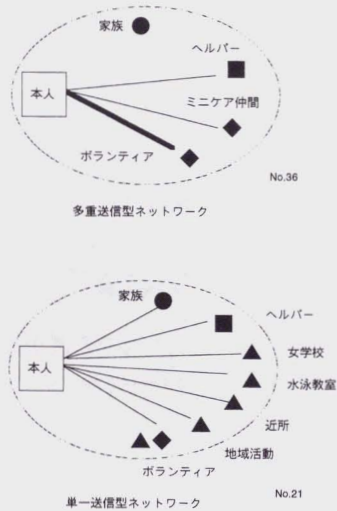 家族
ヘルパー
本人
ミニケア仲間
ボランティア
No.36
多重送信型ネットワーク
家族
ヘルパー
本人
女学校
水泳教室
近所
地域活動
ボランティア
No.21
単一送信型ネットワーク